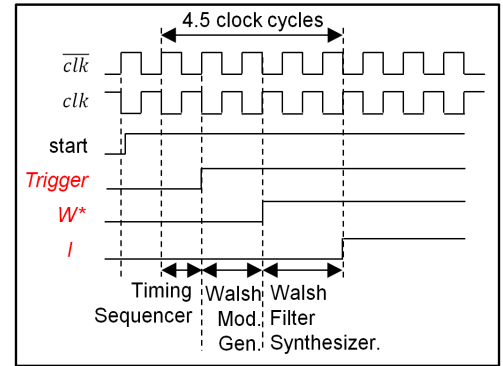 4.5 clock cycles
clk
clk
start
Trigger
W*
I
Timing Sequencer
Walsh Mod. Gen.
Walsh Filter Synthesizer.